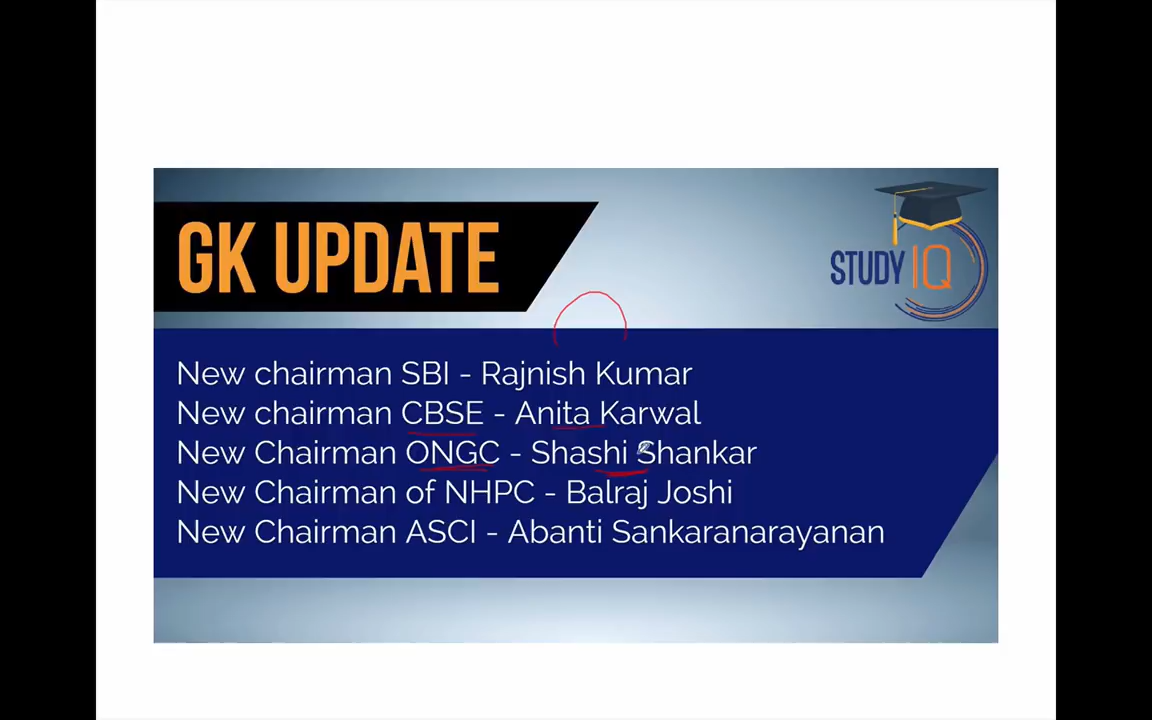 GK UPDATE
STUDY IQ
New chairman SBI - Rajnish Kumar
New chairman CBSE - Anita Karwal
New Chairman ONGC - Shashi Shankar
New Chairman of NHPC - Balraj Joshi
New Chairman ASCI - Abanti Sankaranarayanan